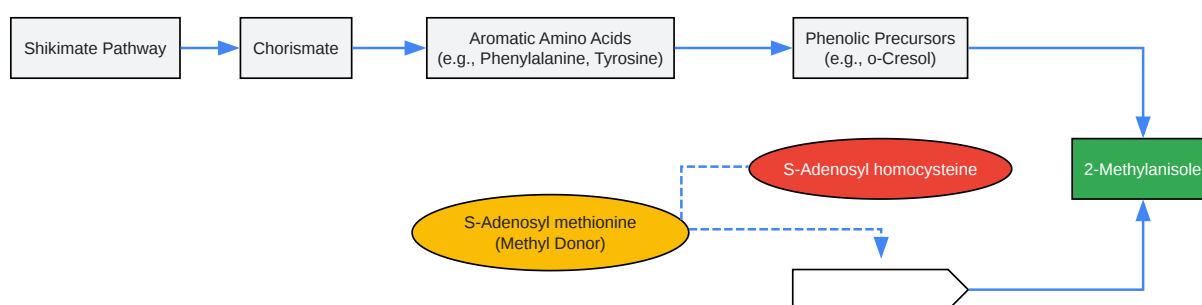 Shikimate Pathway
Chorismate
Aromatic Amino Acids
(e.g., Phenylalanine, Tyrosine)
Phenolic Precursors
(e.g., o-Cresol)
2-Methylanisole
S-Adenosyl homocysteine
S-Adenosyl methionine
(Methyl Donor)